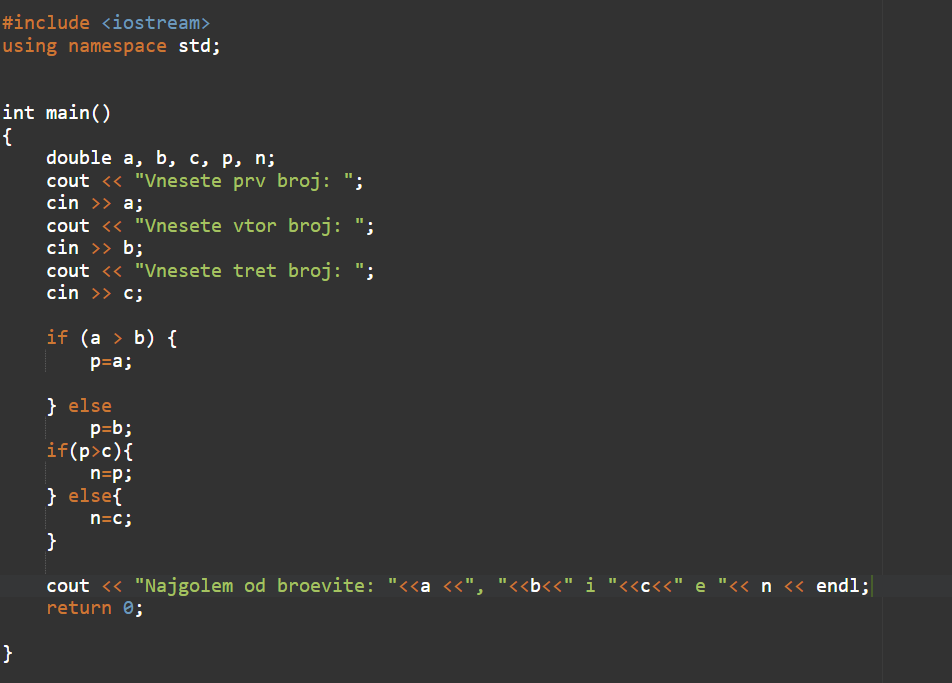 #include <iostream>
using namespace std;
int main()
{
double a, b, c, p, n;
cout << "Vnesete prv broj: ";
cin >> a;
cout << "Vnesete vtor broj: ";
cin >> b;
cout << "Vnesete tret broj: ";
cin >> c;
if (a > b) {
p=a;
} else
p=b;
if(p>c){
n=p;
} else{
n=c;
}
cout << "Najgolem od broevite: "<<a <<", "<<b<<" i "<<c<<" e "<< n << endl;
return 0;
}